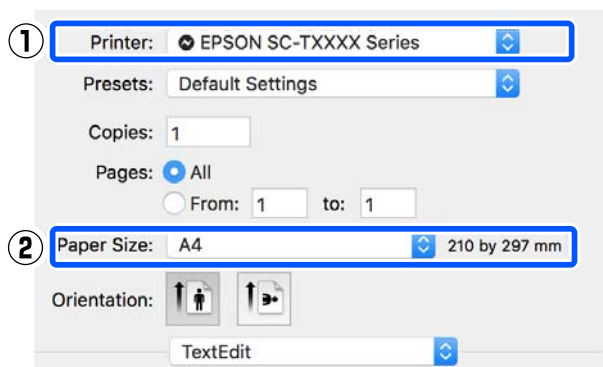 ① Printer: EPSON SC-TXXXX Series
Presets: Default Settings
Copies: 1
Pages: All
From: 1 to: 1
② Paper Size: A4 210 by 297 mm
Orientation:
TextEdit